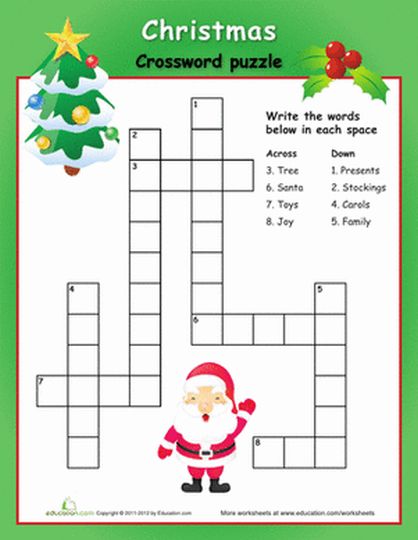 Christmas
Crossword puzzle
Write the words
below in each space
Across
3. Tree
6. Santa
7. Toys
8. Joy
Down
1. Presents
2. Stockings
4. Carols
5. Family
1
2
3
4
5
6
7
8
education.com Copyright © 2011-2012 by Education.com
More worksheets at www.education.com/worksheets